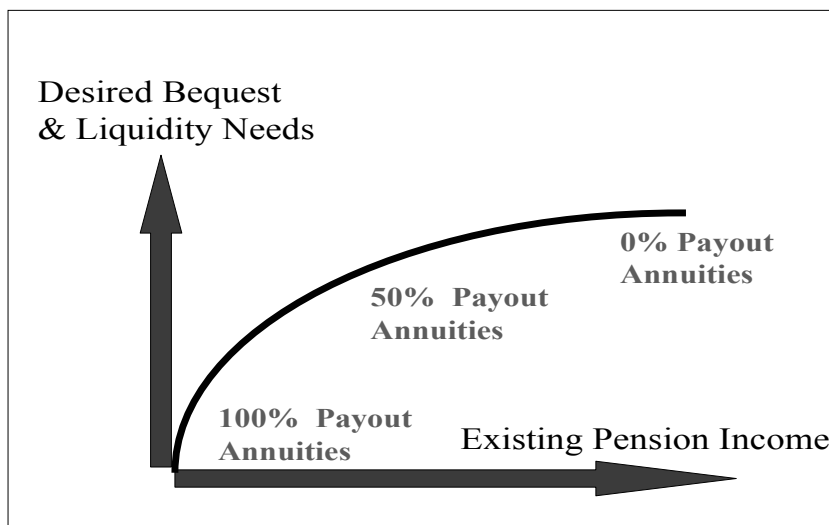 Desired Bequest
& Liquidity Needs
0% Payout
Annuities
50% Payout
Annuities
100% Payout
Annuities
Existing Pension Income